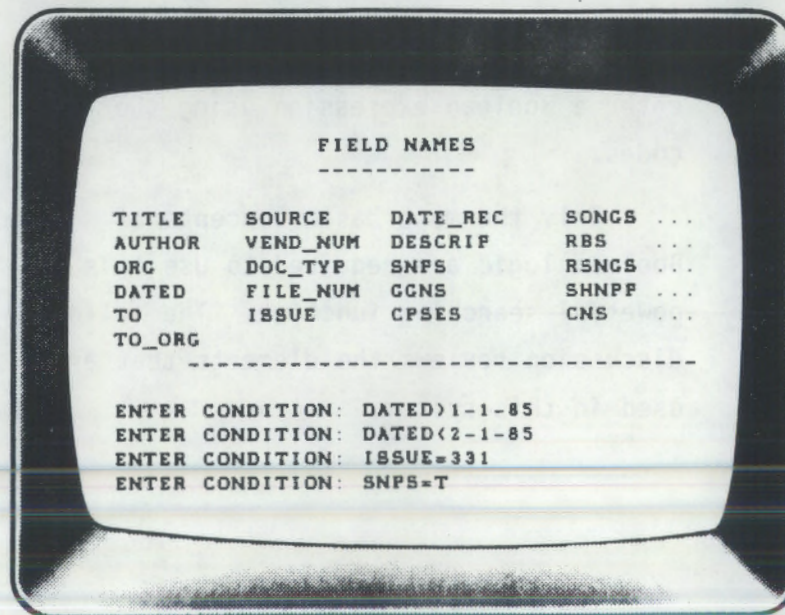 FIELD NAMES
TITLE SOURCE DATE_REC SONGS ...
AUTHOR VEND_NUM DESCRIP RBS ...
ORG DOC_TYP SNPS RSNGS ...
DATED FILE_NUM GGNS SHNPP ...
TO ISSUE CPSES CNS ...
TO_ORG
ENTER CONDITION: DATED>1-1-85
ENTER CONDITION: DATED<2-1-85
ENTER CONDITION: ISSUE=331
ENTER CONDITION: SNPS=T